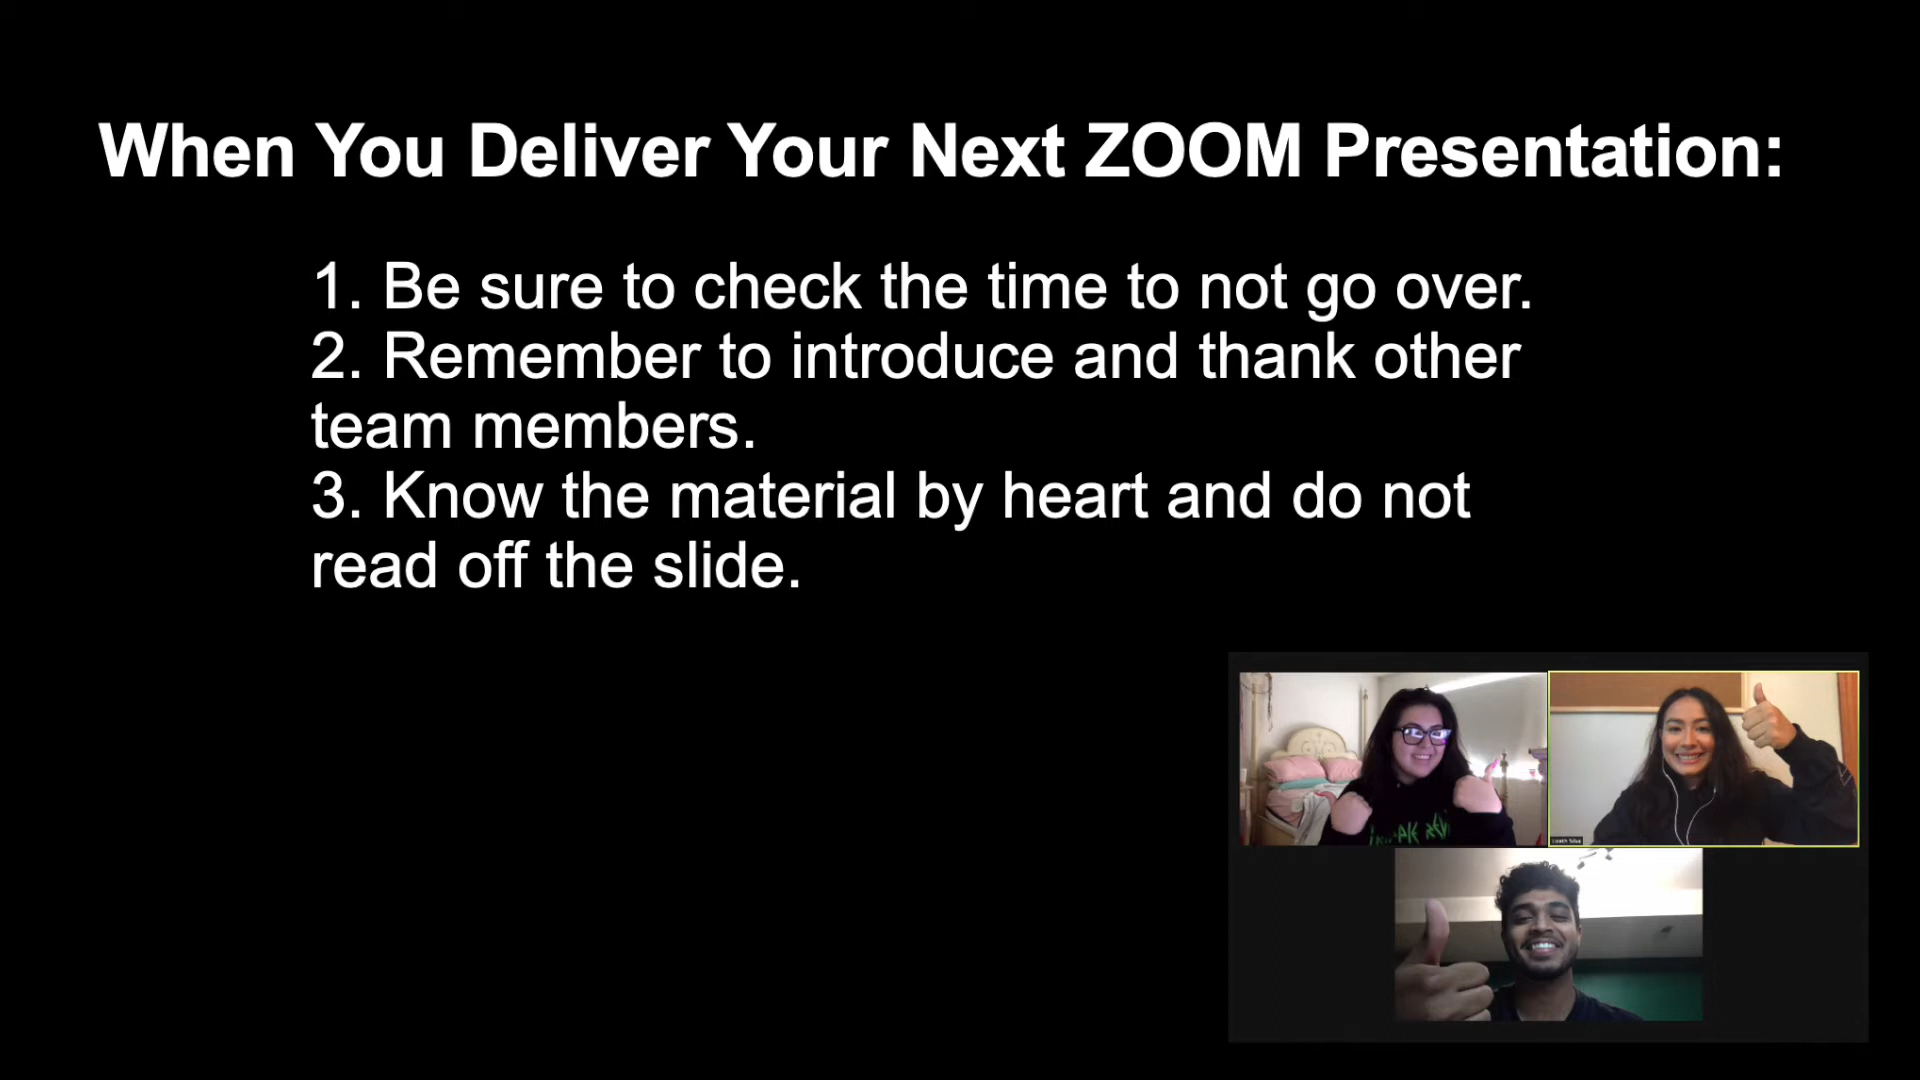 When You Deliver Your Next ZOOM Presentation:
1. Be sure to check the time to not go over.
2. Remember to introduce and thank other
team members.
3. Know the material by heart and do not
read off the slide.